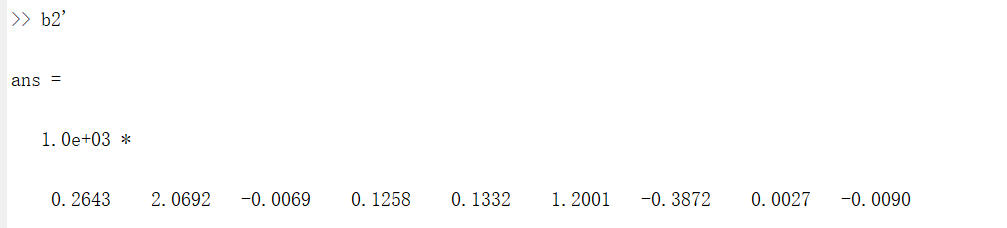 >> b2'
ans =
1.0e+03 *
0.2643 2.0692 -0.0069 0.1258 0.1332 1.2001 -0.3872 0.0027 -0.0090